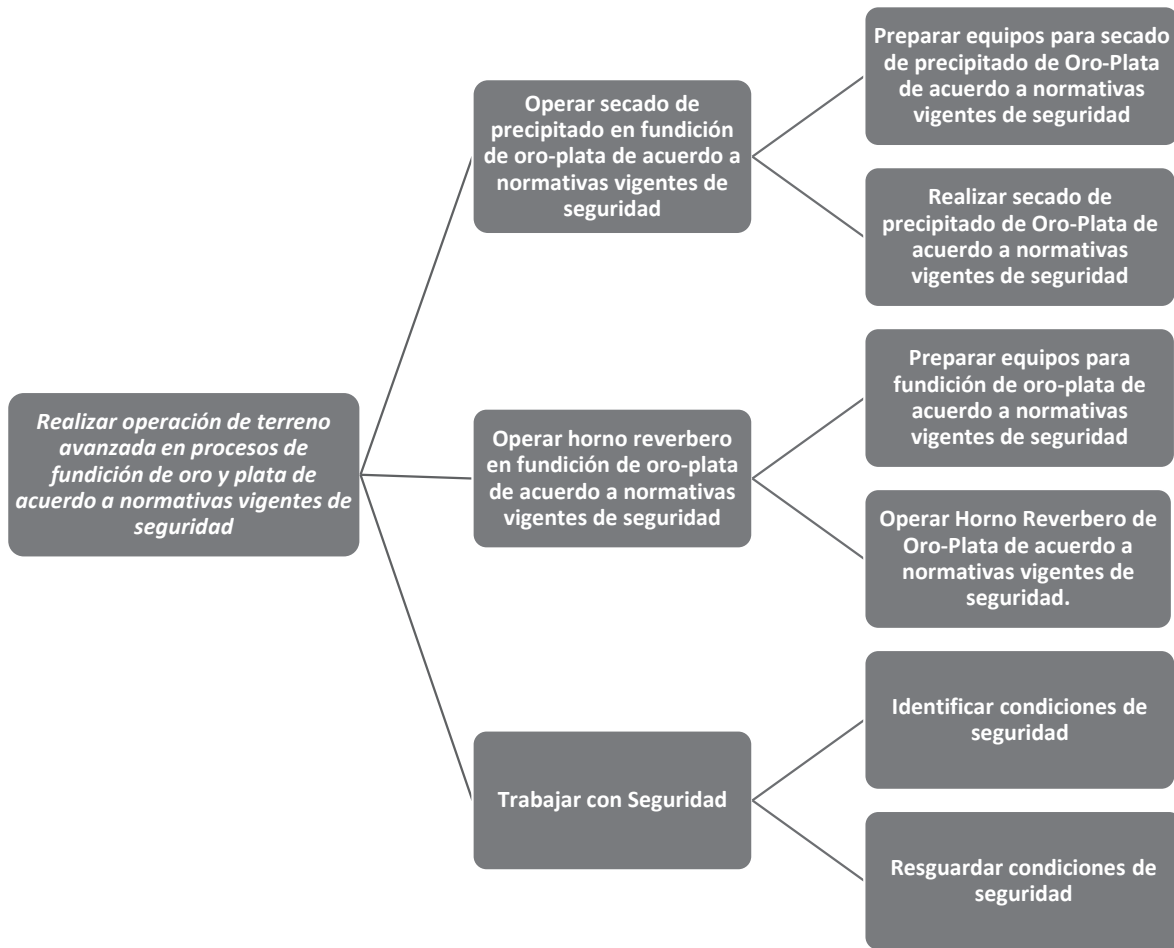 Realizar operación de terreno
avanzada en procesos de
fundición de oro y plata de
acuerdo a normativas vigentes de
seguridad
Operar secado de
precipitado en fundición
de oro-plata de acuerdo a
normativas vigentes de
seguridad
Preparar equipos para secado
de precipitado de Oro-Plata
de acuerdo a normativas
vigentes de seguridad
Realizar secado de
precipitado de Oro-Plata de
acuerdo a normativas
vigentes de seguridad
Operar horno reverbero
en fundición de oro-plata
de acuerdo a normativas
vigentes de seguridad
Preparar equipos para
fundición de oro-plata de
acuerdo a normativas
vigentes de seguridad
Operar Horno Reverbero de
Oro-Plata de acuerdo a
normativas vigentes de
seguridad.
Trabajar con Seguridad
Identificar condiciones de
seguridad
Resguardar condiciones de
seguridad